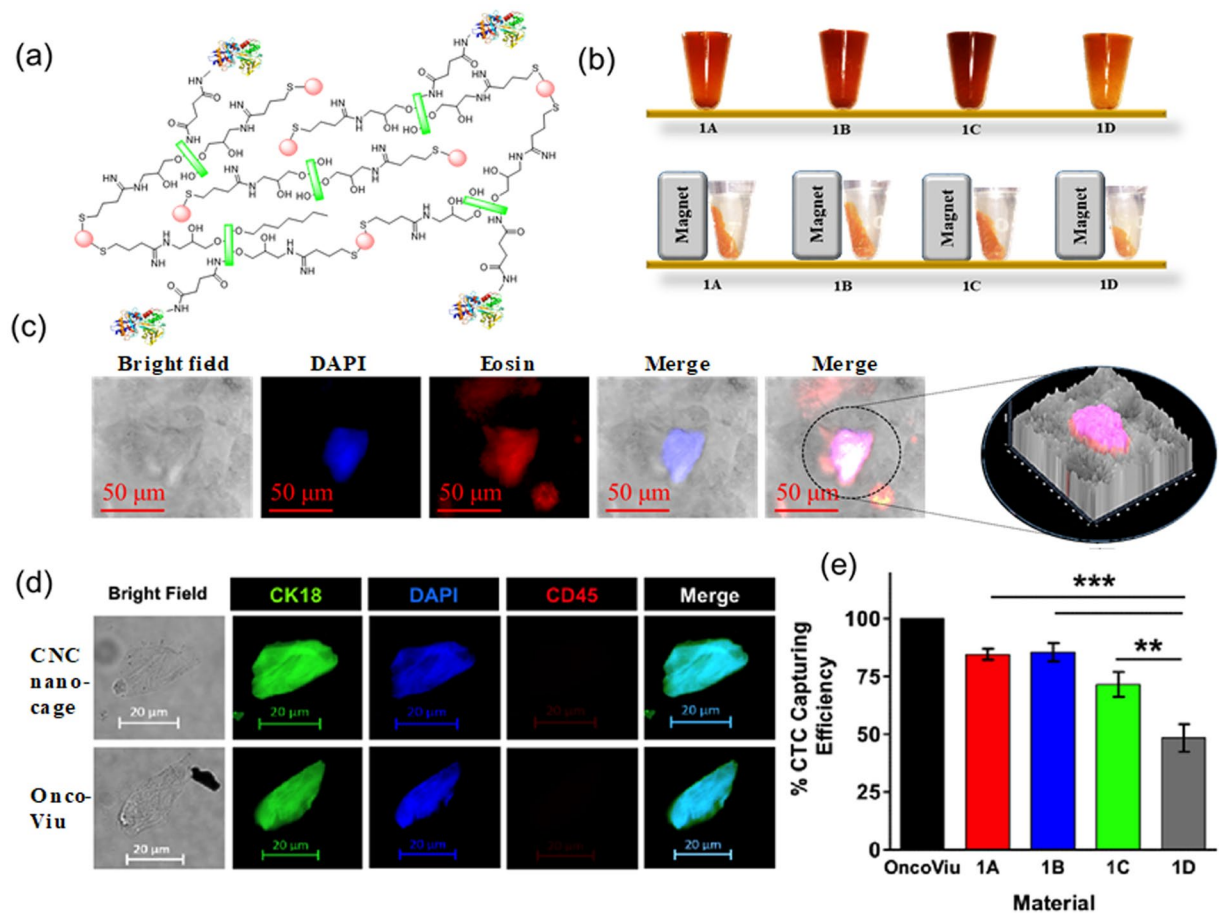 (a)
(b)
1A 1B 1C 1D
Magnet Magnet Magnet Magnet
1A 1B 1C 1D
(c)
Bright field DAPI Eosin Merge Merge
50 μm 50 μm 50 μm 50 μm 50 μm
(d)
Bright Field CK18 DAPI CD45 Merge
CNC
nano-
cage
20 μm 20 μm 20 μm 20 μm 20 μm
Onco-
Viu
20 μm 20 μm 20 μm 20 μm 20 μm
(e)
% CTC Capturing
Efficiency
100
75
50
25
0
***
**
OncoViu 1A 1B 1C 1D
Material